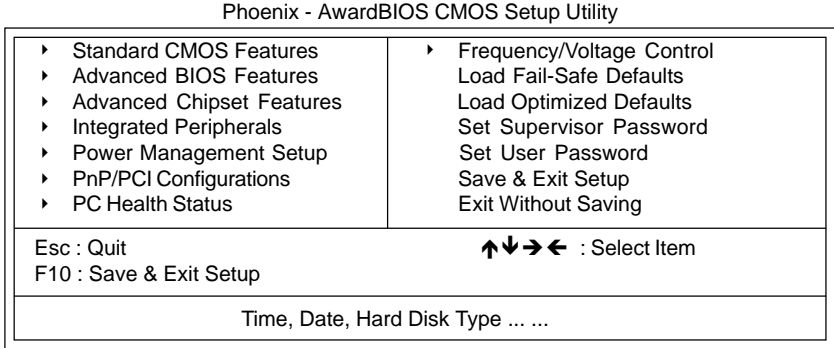 Phoenix - AwardBIOS CMOS Setup Utility
‣ Standard CMOS Features
‣ Advanced BIOS Features
‣ Advanced Chipset Features
‣ Integrated Peripherals
‣ Power Management Setup
‣ PnP/PCI Configurations
‣ PC Health Status
‣ Frequency/Voltage Control
Load Fail-Safe Defaults
Load Optimized Defaults
Set Supervisor Password
Set User Password
Save & Exit Setup
Exit Without Saving
Esc : Quit
F10 : Save & Exit Setup
↑↓→← : Select Item
Time, Date, Hard Disk Type ... ...